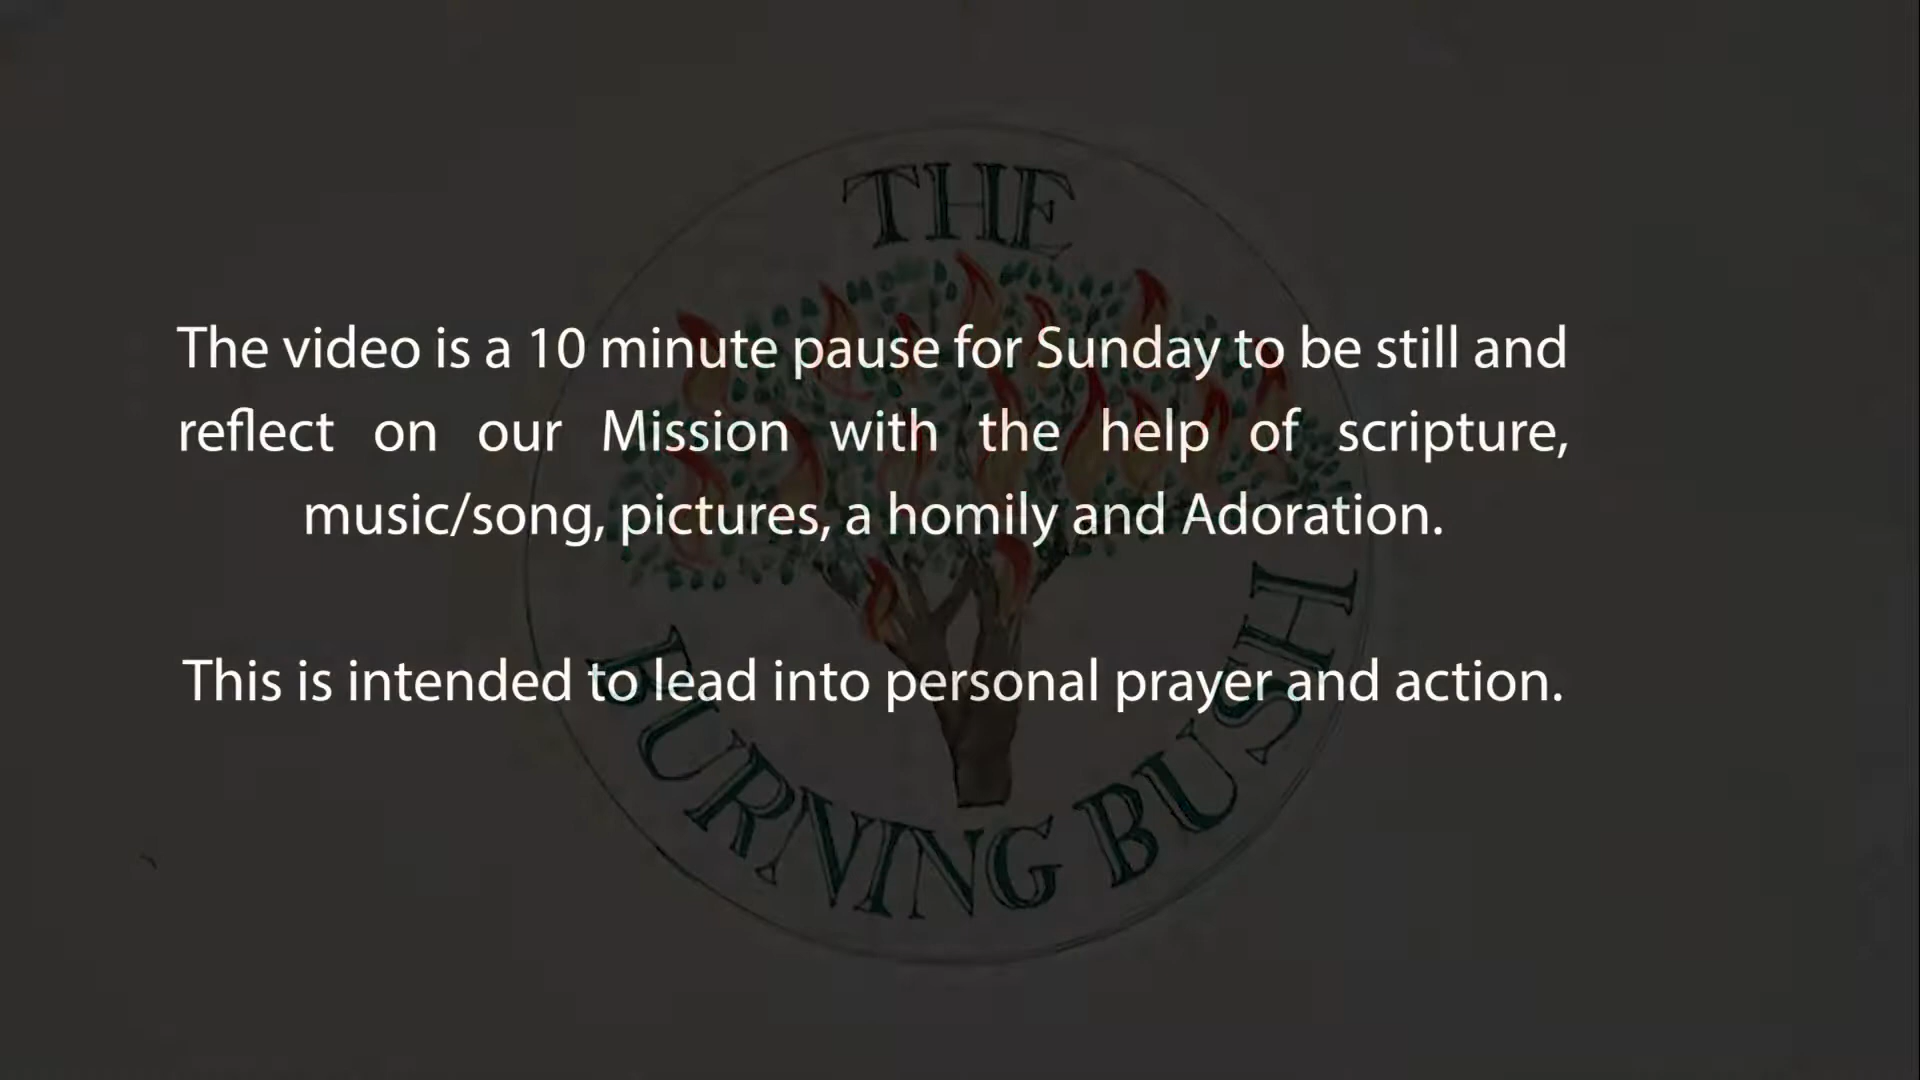 THE
The video is a 10 minute pause for Sunday to be still and
reflect on our Mission with the help of scripture,
music/song, pictures, a homily and Adoration.
This is intended to lead into personal prayer and action.
BURNING BUSH